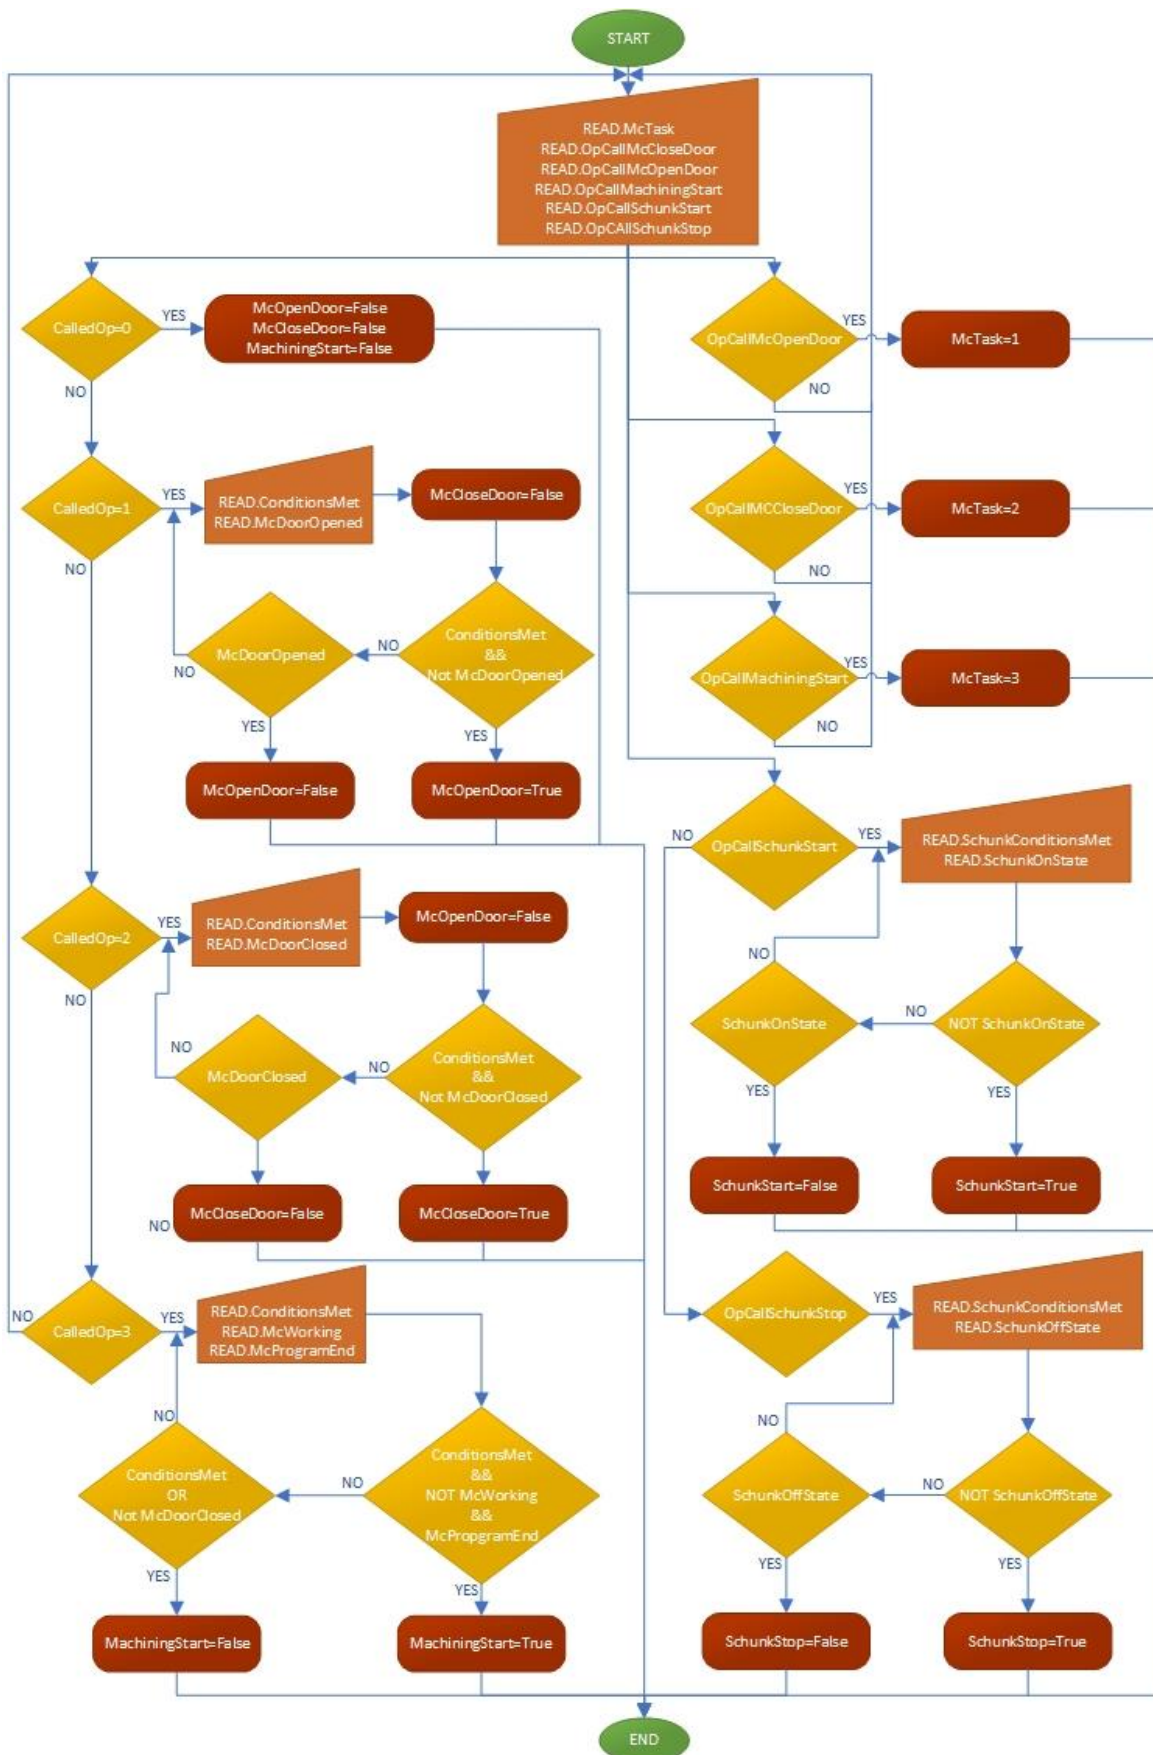 START
READ.McTask
READ.OpCallMcCloseDoor
READ.OpCallMcOpenDoor
READ.OpCallMachiningStart
READ.OpCallSchunkStart
READ.OpCAllSchunkStop
CalledOp=0
YES
McOpenDoor=False
McCloseDoor=False
MachiningStart=False
NO
OpCallMcOpenDoor
YES
McTask=1
NO
CalledOp=1
YES
READ.ConditionsMet
READ.McDoorOpened
McCloseDoor=False
NO
OpCallMCCloseDoor
YES
McTask=2
NO
McDoorOpened
NO
NO
ConditionsMet
&&
Not McDoorOpened
YES
YES
McOpenDoor=False
McOpenDoor=True
OpCallMachiningStart
YES
McTask=3
NO
NO
OpCallSchunkStart
YES
READ.SchunkConditionsMet
READ.SchunkOnState
CalledOp=2
YES
READ.ConditionsMet
READ.McDoorClosed
McOpenDoor=False
NO
NO
McDoorClosed
NO
ConditionsMet
&&
Not McDoorClosed
NO
SchunkOnState
NO
NOT SchunkOnState
YES
YES
McCloseDoor=False
McCloseDoor=True
NO
SchunkStart=False
SchunkStart=True
NO
CalledOp=3
YES
READ.ConditionsMet
READ.McWorking
READ.McProgramEnd
OpCallSchunkStop
YES
READ.SchunkConditionsMet
READ.SchunkOffState
NO
ConditionsMet
OR
Not McDoorClosed
NO
ConditionsMet
&&
NOT McWorking
&&
McPropgramEnd
NO
SchunkOffState
NO
NOT SchunkOffState
YES
YES
YES
YES
MachiningStart=False
MachiningStart=True
SchunkStop=False
SchunkStop=True
END